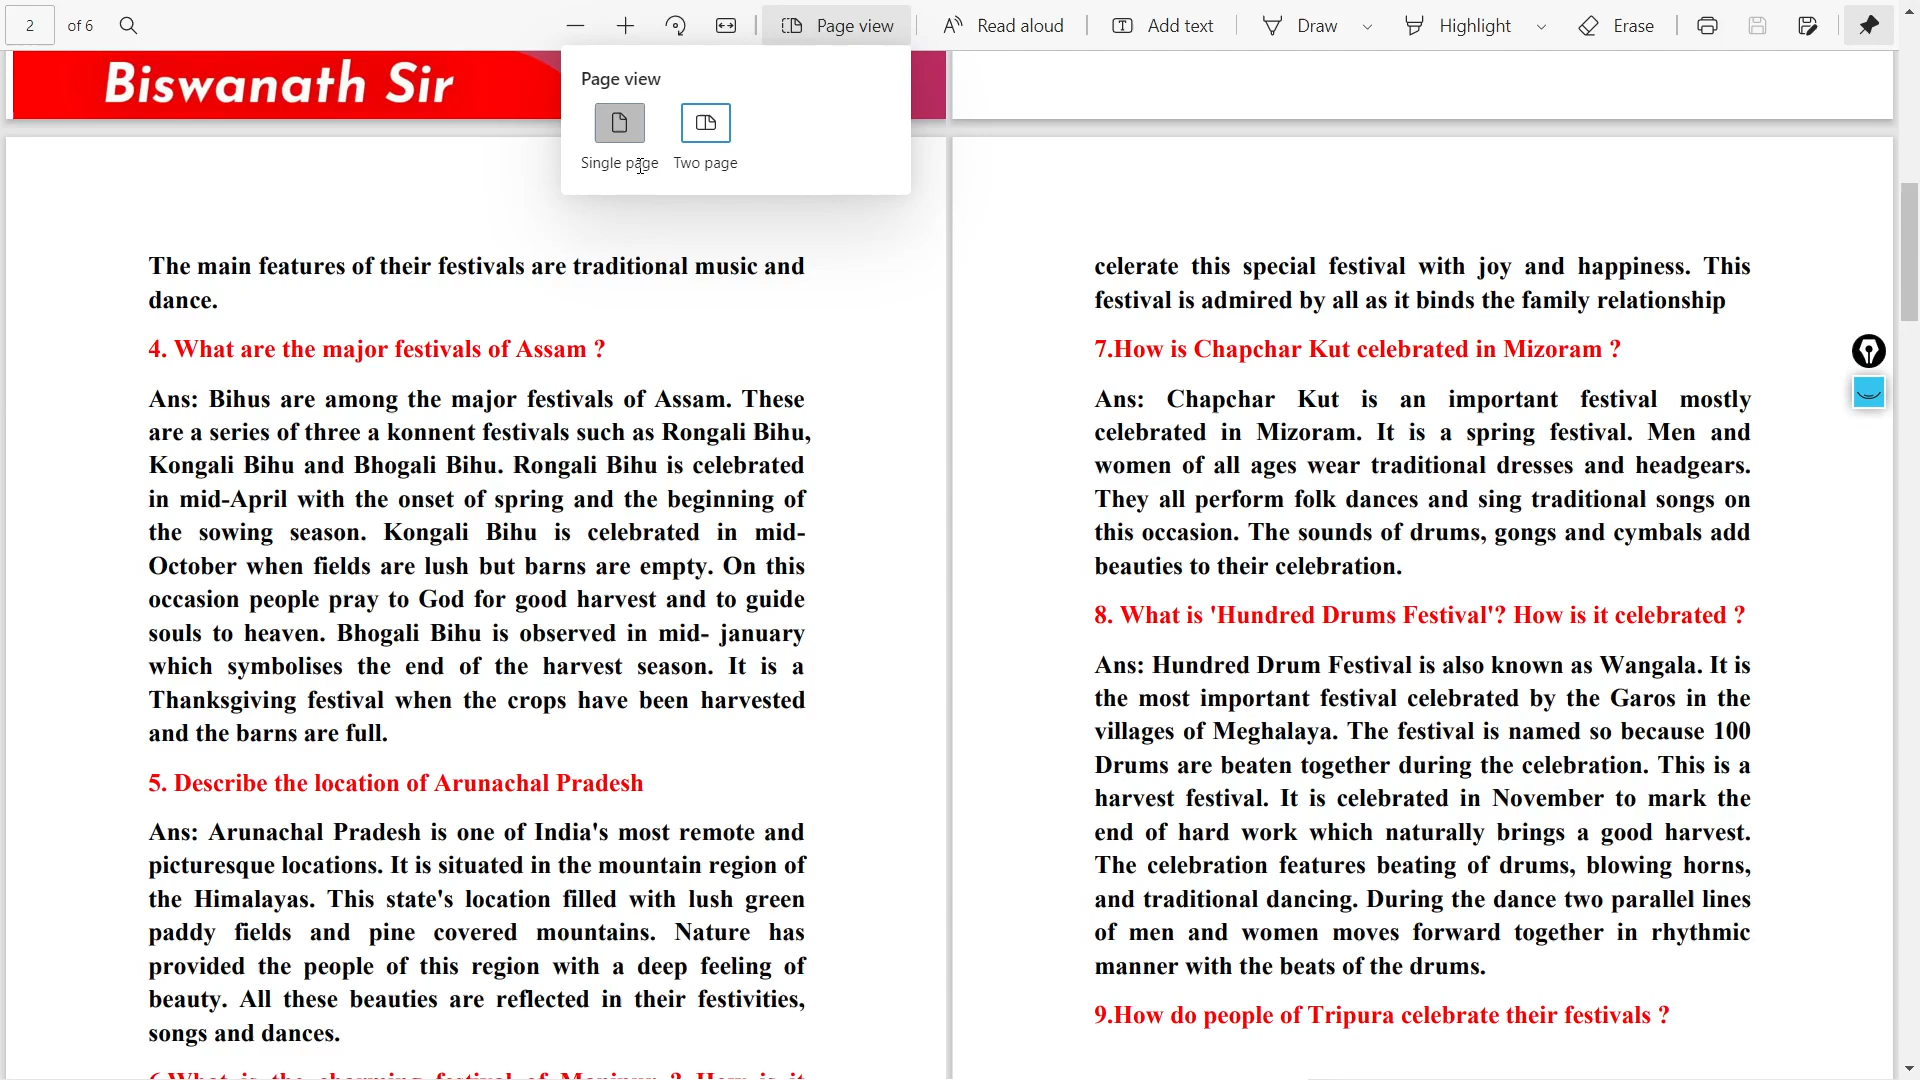 2 of 6 Page view Read aloud Add text Draw Highlight Erase
Biswanath Sir
Page view
Single page Two page
The main features of their festivals are traditional music and
dance.
4. What are the major festivals of Assam ?
Ans: Bihus are among the major festivals of Assam. These
are a series of three a konnent festivals such as Rongali Bihu,
Kongali Bihu and Bhogali Bihu. Rongali Bihu is celebrated
in mid-April with the onset of spring and the beginning of
the sowing season. Kongali Bihu is celebrated in mid-
October when fields are lush but barns are empty. On this
occasion people pray to God for good harvest and to guide
souls to heaven. Bhogali Bihu is observed in mid- january
which symbolises the end of the harvest season. It is a
Thanksgiving festival when the crops have been harvested
and the barns are full.
5. Describe the location of Arunachal Pradesh
Ans: Arunachal Pradesh is one of India's most remote and
picturesque locations. It is situated in the mountain region of
the Himalayas. This state's location filled with lush green
paddy fields and pine covered mountains. Nature has
provided the people of this region with a deep feeling of
beauty. All these beauties are reflected in their festivities,
songs and dances.
celerate this special festival with joy and happiness. This
festival is admired by all as it binds the family relationship
7.How is Chapchar Kut celebrated in Mizoram ?
Ans: Chapchar Kut is an important festival mostly
celebrated in Mizoram. It is a spring festival. Men and
women of all ages wear traditional dresses and headgears.
They all perform folk dances and sing traditional songs on
this occasion. The sounds of drums, gongs and cymbals add
beauties to their celebration.
8. What is 'Hundred Drums Festival'? How is it celebrated ?
Ans: Hundred Drum Festival is also known as Wangala. It is
the most important festival celebrated by the Garos in the
villages of Meghalaya. The festival is named so because 100
Drums are beaten together during the celebration. This is a
harvest festival. It is celebrated in November to mark the
end of hard work which naturally brings a good harvest.
The celebration features beating of drums, blowing horns,
and traditional dancing. During the dance two parallel lines
of men and women moves forward together in rhythmic
manner with the beats of the drums.
9.How do people of Tripura celebrate their festivals ?